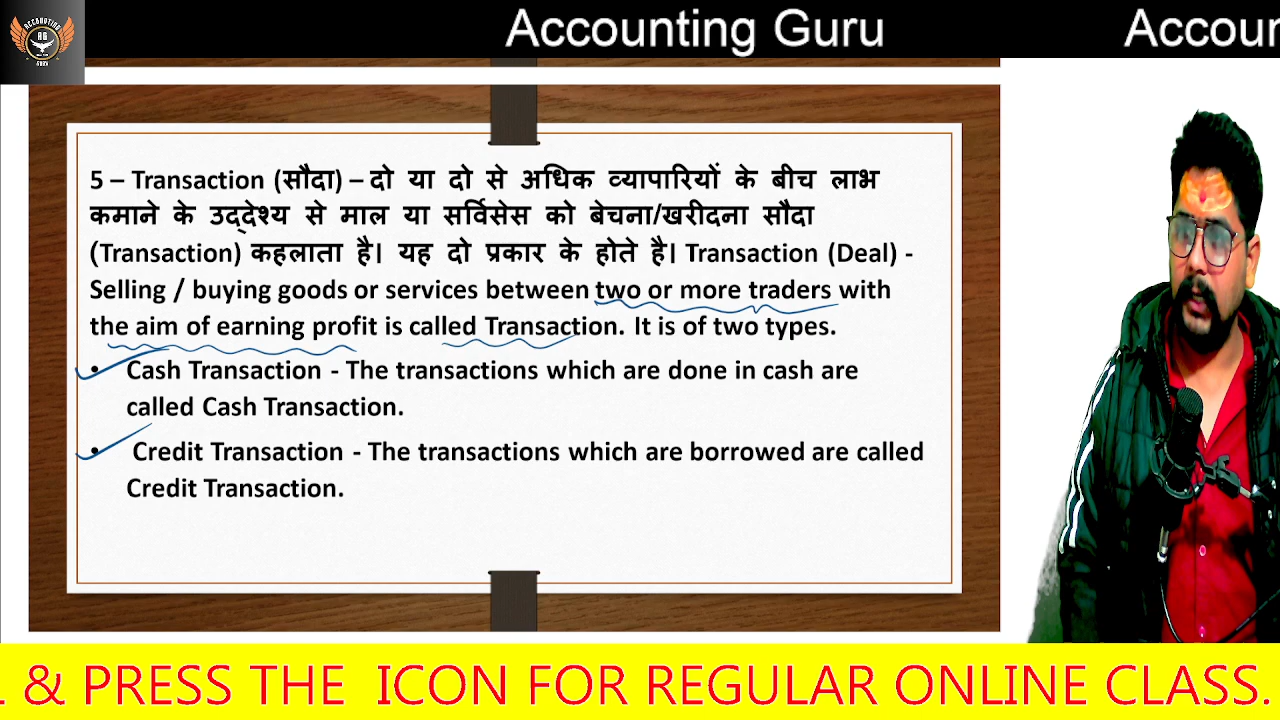 Accounting Guru
Accour
ACCOUNTING
AG
GURU
5 – Transaction (सौदा) – दो या दो से अधिक व्यापारियों के बीच लाभ
कमाने के उद्देश्य से माल या सर्विसेस को बेचना/खरीदना सौदा
(Transaction) कहलाता है। यह दो प्रकार के होते है। Transaction (Deal) -
Selling / buying goods or services between two or more traders with
the aim of earning profit is called Transaction. It is of two types.
• Cash Transaction - The transactions which are done in cash are
called Cash Transaction.
• Credit Transaction - The transactions which are borrowed are called
Credit Transaction.
& PRESS THE ICON FOR REGULAR ONLINE CLASS.